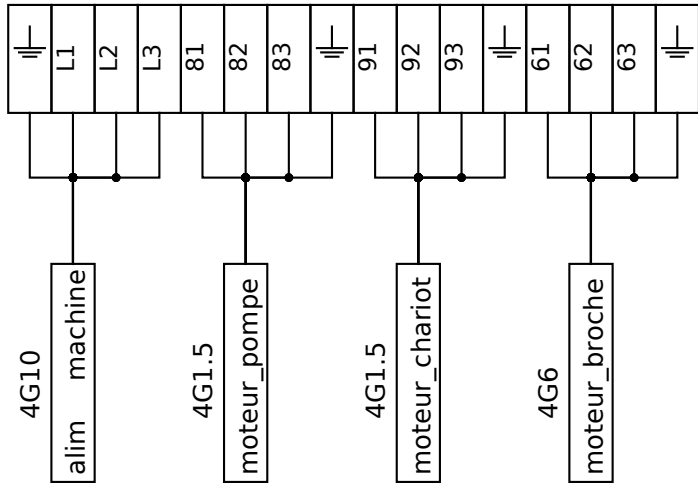 L1
L2
L3
81
82
83
91
92
93
61
62
63
4G10
alim machine
4G1.5
moteur_pompe
4G1.5
moteur_chariot
4G6
moteur_broche